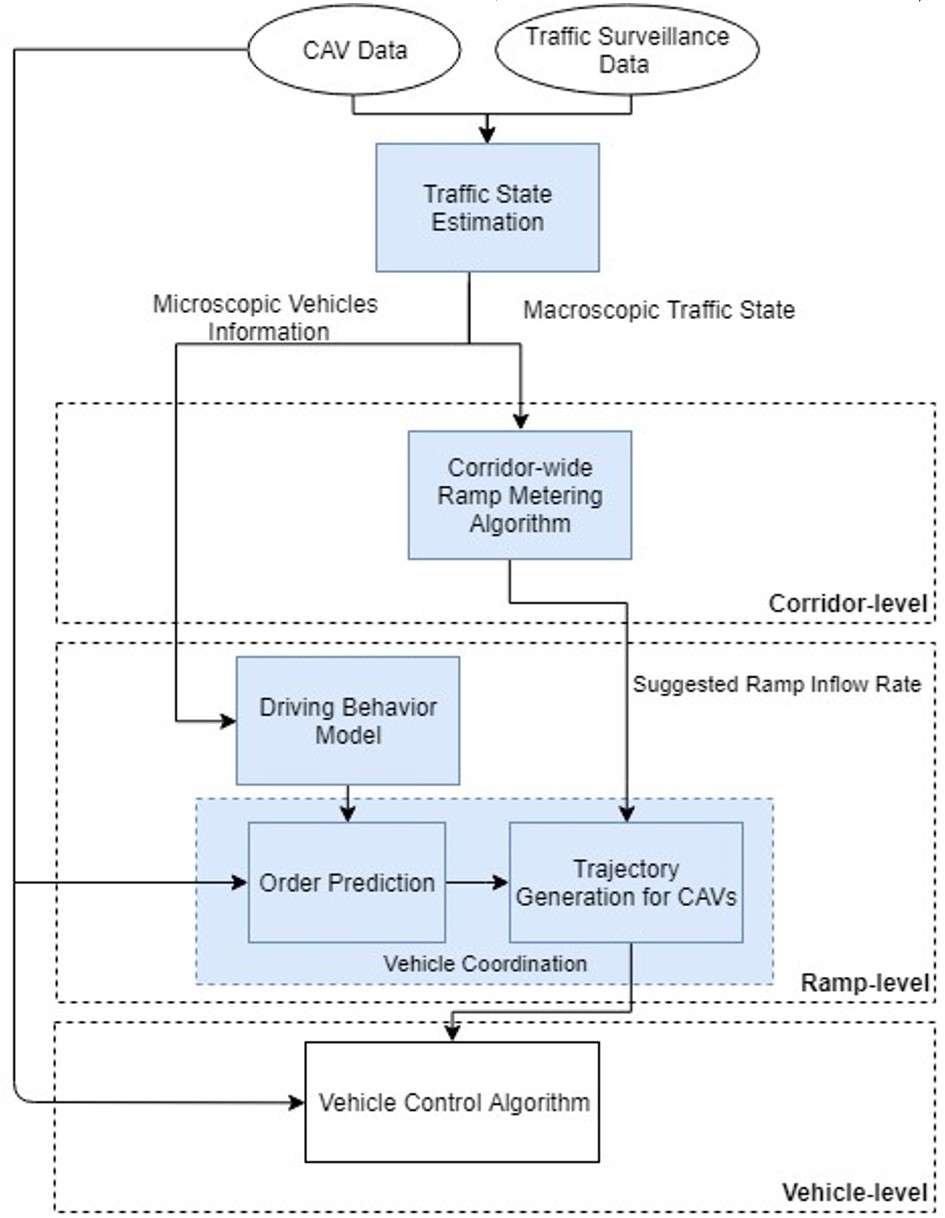 CAV Data
Traffic Surveillance
Data
Traffic State
Estimation
Microscopic Vehicles
Information
Macroscopic Traffic State
Corridor-wide
Ramp Metering
Algorithm
Corridor-level
Suggested Ramp Inflow Rate
Driving Behavior
Model
Order Prediction
Trajectory
Generation for CAVs
Vehicle Coordination
Ramp-level
Vehicle Control Algorithm
Vehicle-level